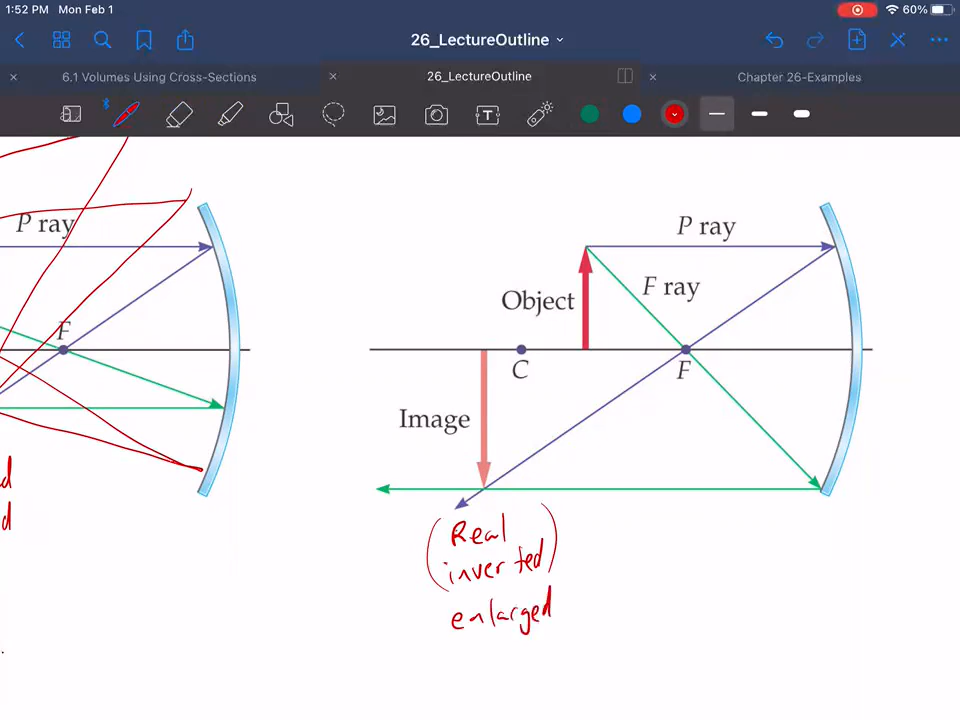 1:52 PM Mon Feb 1
60%
26_LectureOutline
6.1 Volumes Using Cross-Sections
26_LectureOutline
Chapter 26-Examples
T
P ray
F
P ray
F ray
Object
C
F
Image
d
d
(Real
inverted)
enlarged